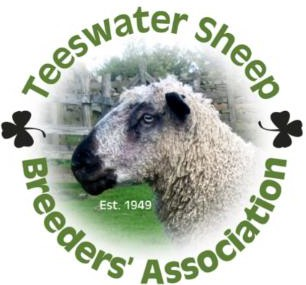 Teeswater Sheep
Est. 1949
Breeders' Association